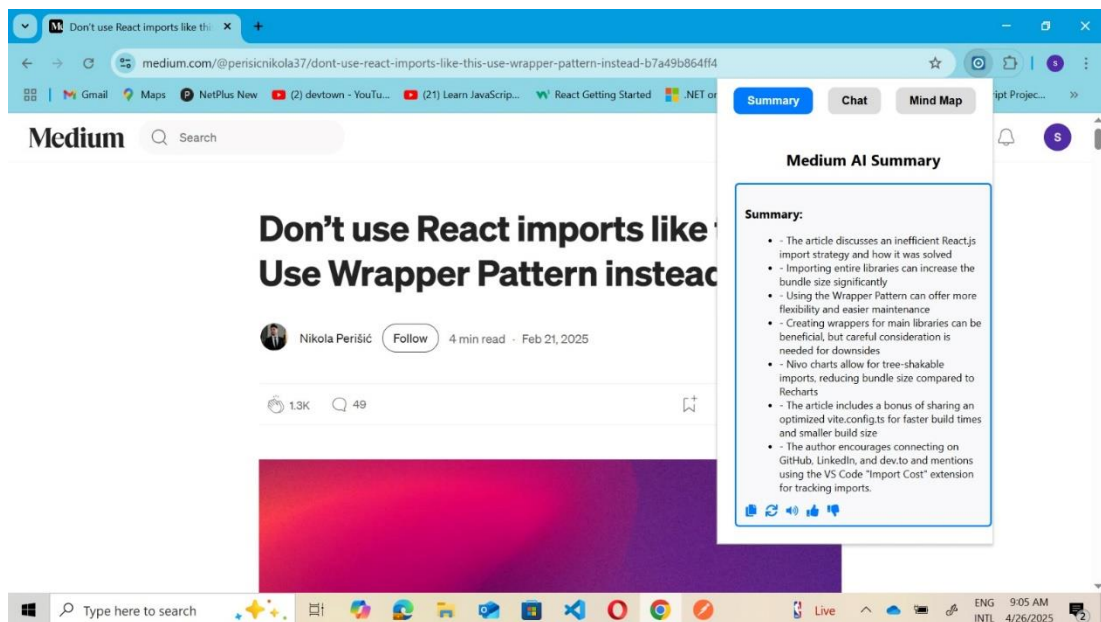 Don't use React imports like thi
medium.com/@perisicnikola37/dont-use-react-imports-like-this-use-wrapper-pattern-instead-b7a49b864ff4
Gmail Maps NetPlus New (2) devtown - YouTu... (21) Learn JavaScrip... React Getting Started .NET or ipt Projec... »
Summary Chat Mind Map
Medium Search S
Medium AI Summary
Don't use React imports like
Use Wrapper Pattern instead
Nikola Perišić Follow 4 min read · Feb 21, 2025
1.3K 49
Summary:
• - The article discusses an inefficient React.js
import strategy and how it was solved
• - Importing entire libraries can increase the
bundle size significantly
• - Using the Wrapper Pattern can offer more
flexibility and easier maintenance
• - Creating wrappers for main libraries can be
beneficial, but careful consideration is
needed for downsides
• - Nivo charts allow for tree-shakable
imports, reducing bundle size compared to
Recharts
• - The article includes a bonus of sharing an
optimized vite.config.ts for faster build times
and smaller build size
• - The author encourages connecting on
GitHub, LinkedIn, and dev.to and mentions
using the VS Code "Import Cost" extension
for tracking imports.
Type here to search Live ENG 9:05 AM
INTL 4/26/2025 2